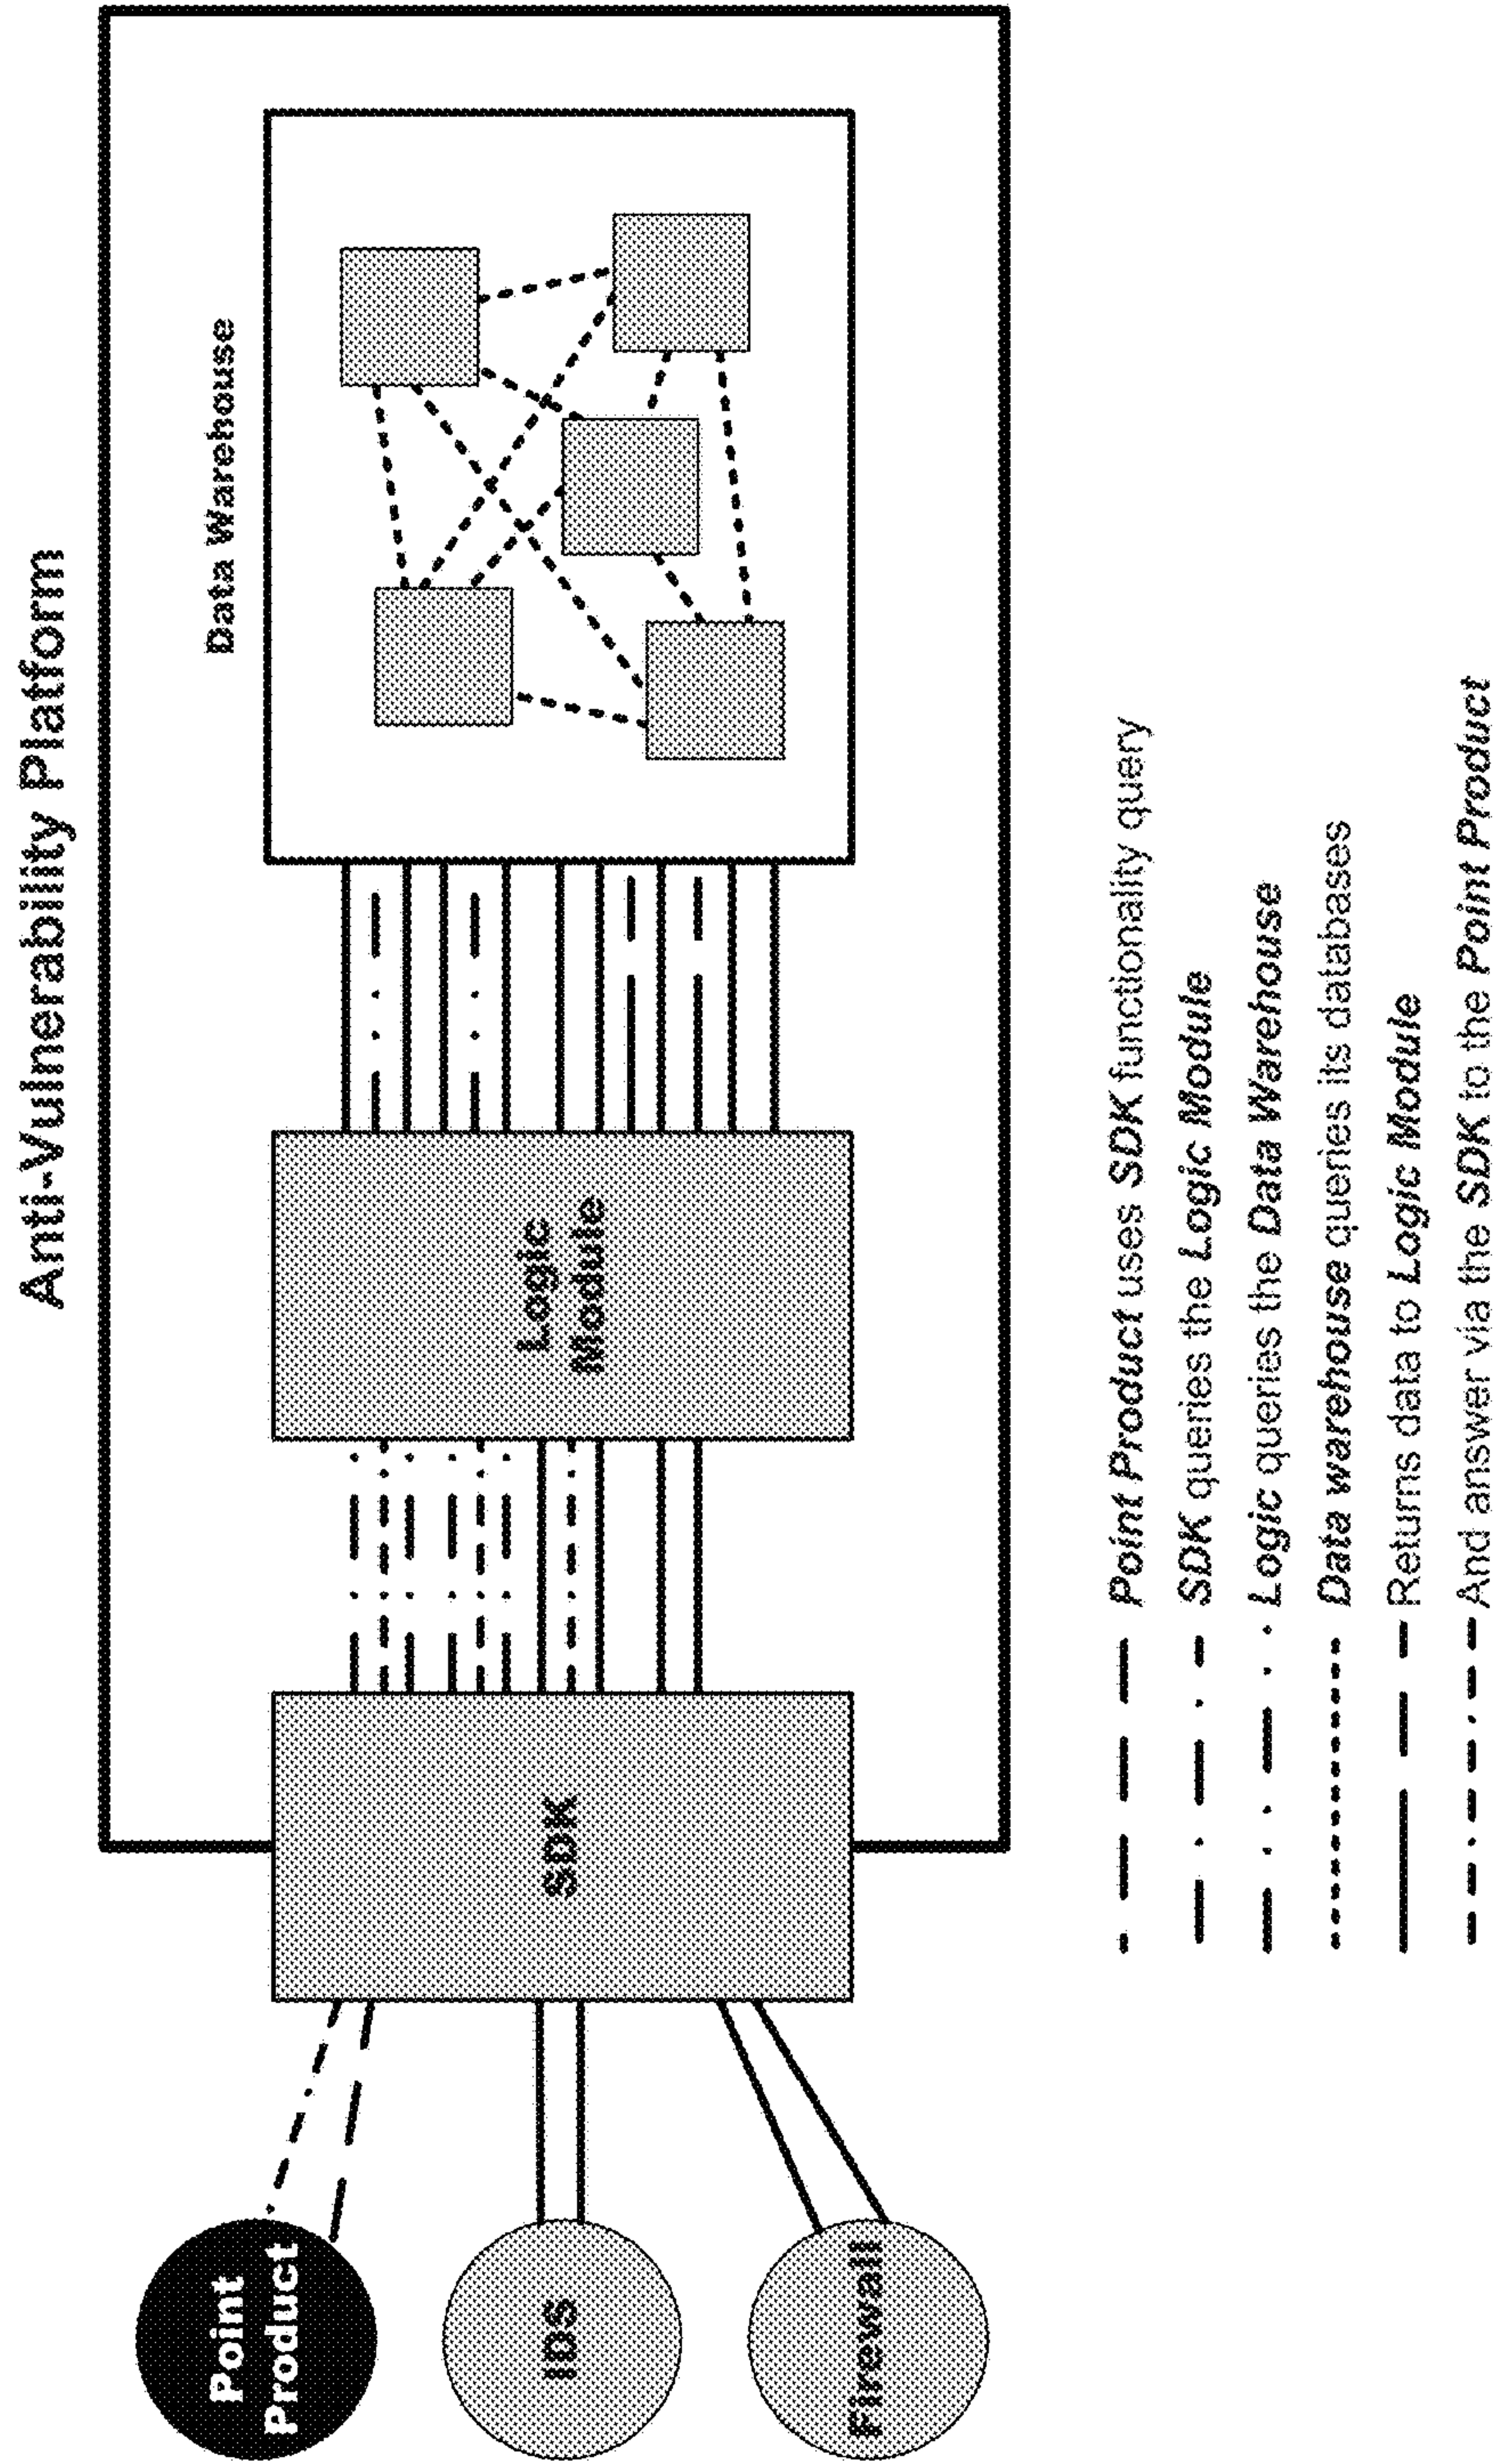 Anti-Vulnerability Platform
Data Warehouse
Point
Product
IDS
Firewall
SDK
Logic
Module
Point Product uses SDK functionality query
SDK queries the Logic Module
Logic queries the Data Warehouse
Data warehouse queries its databases
Returns data to Logic Module
And answer via the SDK to the Point Product